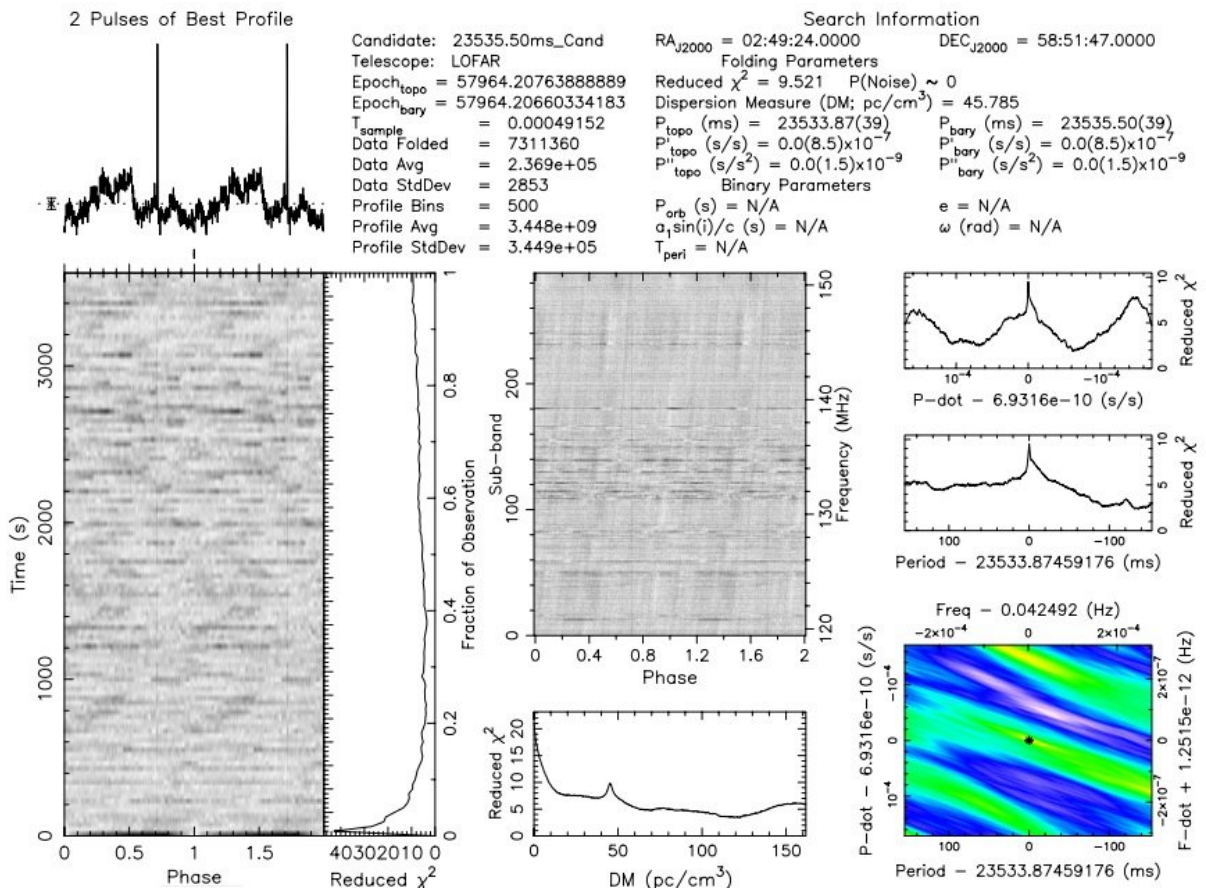 2 Pulses of Best Profile
Search Information
Candidate: 23535.50ms_Cand
RA_J2000 = 02:49:24.0000
DEC_J2000 = 58:51:47.0000
Telescope: LOFAR
Folding Parameters
Epoch_topo = 57964.20763888889
Reduced χ² = 9.521 P(Noise) ~ 0
Epoch_bary = 57964.20660334183
Dispersion Measure (DM; pc/cm³) = 45.785
T_sample = 0.00049152
P_topo (ms) = 23533.87(39)
P_bary (ms) = 23535.50(39)
Data Folded = 7311360
P'_topo (s/s) = 0.0(8.5)x10⁻⁷
P'_bary (s/s) = 0.0(8.5)x10⁻⁷
Data Avg = 2.369e+05
P''_topo (s/s²) = 0.0(1.5)x10⁻⁹
P''_bary (s/s²) = 0.0(1.5)x10⁻⁹
Data StdDev = 2853
Binary Parameters
Profile Bins = 500
P_orb (s) = N/A
e = N/A
Profile Avg = 3.448e+09
a₁sin(i)/c (s) = N/A
ω (rad) = N/A
Profile StdDev = 3.449e+05
T_peri = N/A
Time (s)
0 1000 2000 3000
0 0.5 1 1.5
Phase
Fraction of Observation
0 0.2 0.4 0.6 0.8 1
40302010 0
Reduced χ²
Sub-band
0 100 200
Frequency (MHz)
120 130 140 150
0 0.4 0.8 1.2 1.6 2
Phase
Reduced χ²
0 5 10 15 20
0 50 100 150
DM (pc/cm³)
Reduced χ²
0 5 10
10⁻⁴ 0 -10⁻⁴
P-dot - 6.9316e-10 (s/s)
Reduced χ²
0 5 10
100 0 -100
Period - 23533.87459176 (ms)
Freq - 0.042492 (Hz)
-2×10⁻⁴ 0 2×10⁻⁴
P-dot - 6.9316e-10 (s/s)
-10⁻⁴ 0 10⁻⁴
F-dot + 1.2515e-12 (Hz)
2×10⁻⁷ 0 -2×10⁻⁷
100 0 -100
Period - 23533.87459176 (ms)